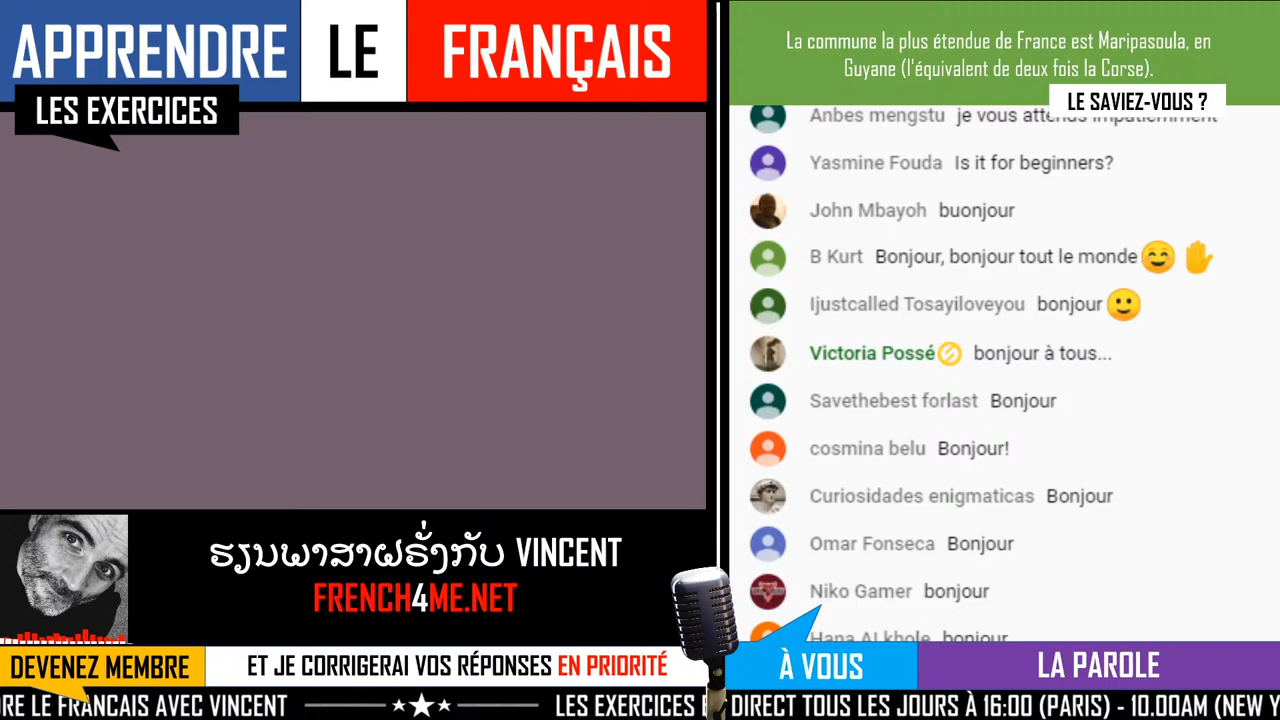 APPRENDRE LE FRANÇAIS
LES EXERCICES
La commune la plus étendue de France est Maripasoula, en
Guyane (l'équivalent de deux fois la Corse).
LE SAVIEZ-VOUS ?
Anbes mengstu je vous attends impatiemment
Yasmine Fouda Is it for beginners?
John Mbayoh buonjour
B Kurt Bonjour, bonjour tout le monde 😊 ✋
Ijustcalled Tosayiloveyou bonjour 🙂
Victoria Possé bonjour à tous...
Savethebest forlast Bonjour
cosmina belu Bonjour!
Curiosidades enigmaticas Bonjour
Omar Fonseca Bonjour
Niko Gamer bonjour
Hana Al khole bonjour
ຮຽນພາສາຝຣັ່ງກັບ VINCENT
FRENCH4ME.NET
DEVENEZ MEMBRE
ET JE CORRIGERAI VOS RÉPONSES EN PRIORITÉ
À VOUS
LA PAROLE
RE LE FRANCAIS AVEC VINCENT
LES EXERCICES E DIRECT TOUS LES JOURS À 16:00 (PARIS) - 10.00AM (NEW Y